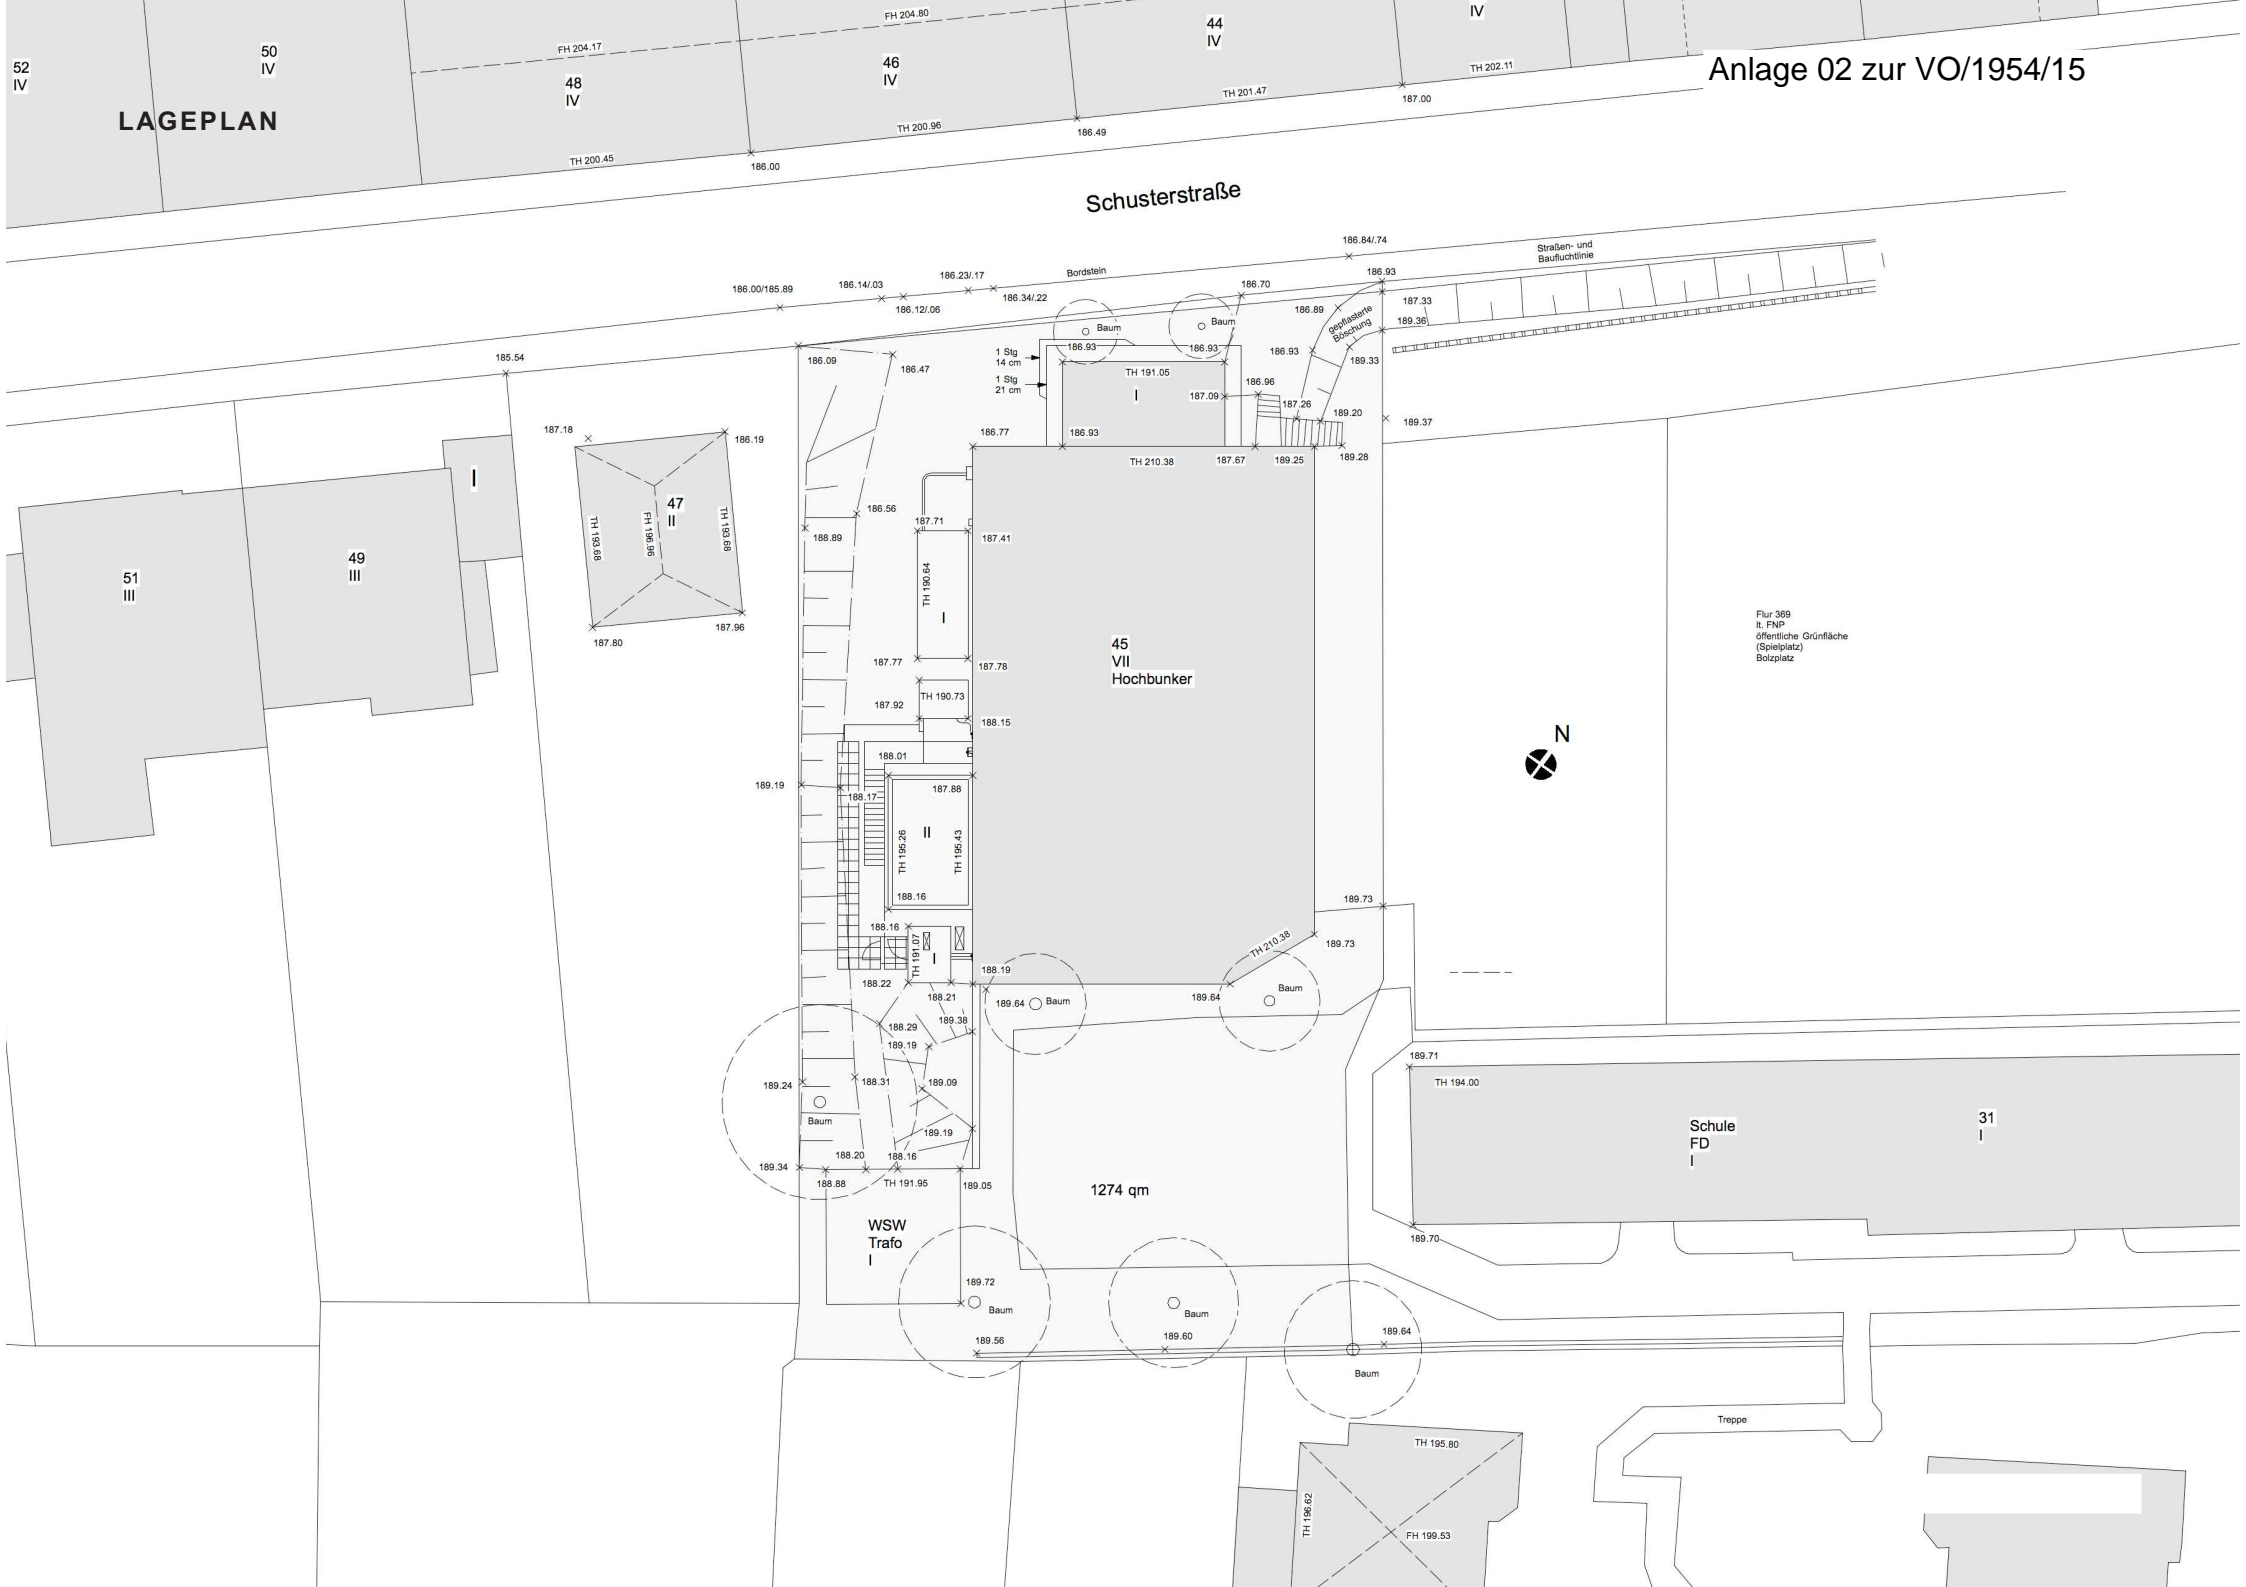 FH 204.80
44
IV
IV
50
IV
FH 204.17
52
IV
46
IV
48
IV
TH 202.11
Anlage 02 zur VO/1954/15
LAGEPLAN
TH 201.47
187.00
TH 200.96
186.49
TH 200.45
186.00
Schusterstraße
186.84/.74
Straßen- und
Baufluchtlinie
186.23/.17
Bordstein
186.93
186.00/185.89
186.14/.03
186.70
186.12/.06
186.34/.22
186.89
187.33
gepflasterte
Böschung
189.36
Baum
Baum
185.54
186.09
186.47
1 Stg
14 cm
186.93
186.93
186.93
189.33
1 Stg
21 cm
TH 191.05
I
187.09
186.96
187.26
189.20
189.37
187.18
186.19
186.77
186.93
TH 210.38
187.67
189.25
189.28
I
47
II
TH 193.68
FH 196.96
TH 193.68
186.56
187.71
188.89
187.41
51
III
49
III
TH 190.64
I
187.96
187.80
187.77
187.78
45
VII
Hochbunker
Flur 369
lt. FNP
öffentliche Grünfläche
(Spielplatz)
Bolzplatz
TH 190.73
187.92
188.15
N
188.01
189.19
188.17
187.88
II
TH 195.26
TH 195.43
188.16
189.73
188.16
TH 191.07
I
TH 210.38
189.73
188.19
188.22
188.21
189.64
Baum
189.64
Baum
188.29
189.38
189.19
189.71
189.24
188.31
189.09
TH 194.00
Baum
189.19
Schule
FD
I
31
I
188.20
188.16
189.34
188.88
TH 191.95
189.05
1274 qm
WSW
Trafo
I
189.70
189.72
Baum
Baum
189.56
189.60
189.64
Baum
Treppe
TH 195.80
TH 196.62
FH 199.53